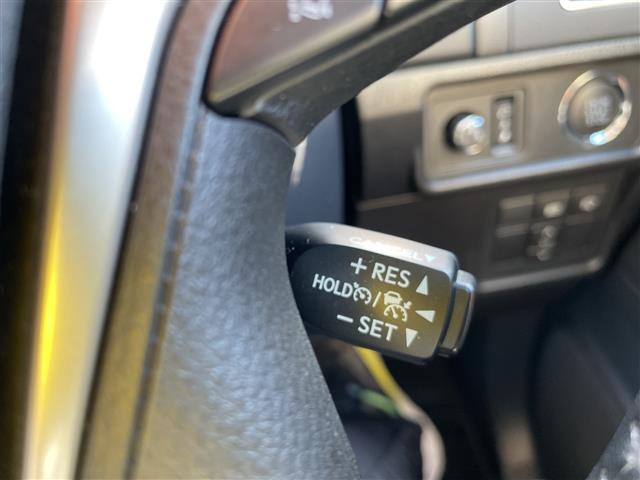 CANCEL▼
+ RES ▲
HOLD / ◀
- SET ▼